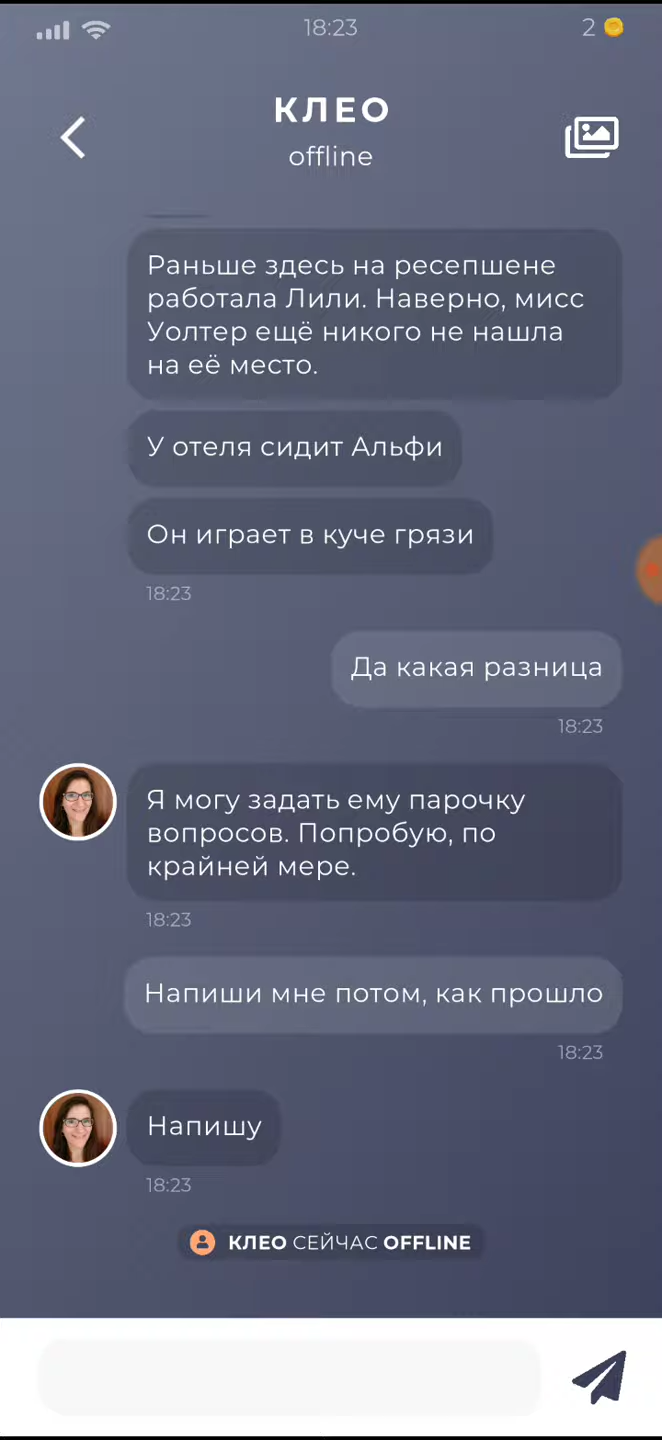 18:23
2
КЛЕО
offline
Раньше здесь на ресепшене
работала Лили. Наверно, мисс
Уолтер ещё никого не нашла
на её место.
У отеля сидит Альфи
Он играет в куче грязи
18:23
Да какая разница
18:23
Я могу задать ему парочку
вопросов. Попробую, по
крайней мере.
18:23
Напиши мне потом, как прошло
18:23
Напишу
18:23
КЛЕО СЕЙЧАС OFFLINE